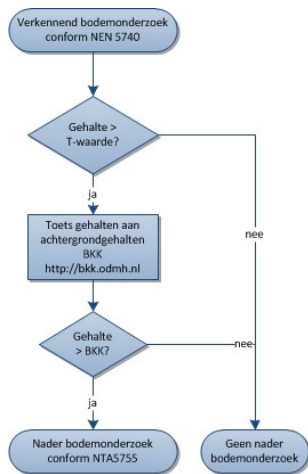 Verkennend bodemonderzoek
conform NEN 5740
Gehalte >
T-waarde?
ja
nee
Toets gehalten aan
achtergrondgehalten
BKK
http://bkk.odmh.nl
Gehalte
> BKK?
nee
ja
Nader bodemonderzoek
conform NTA5755
Geen nader
bodemonderzoek